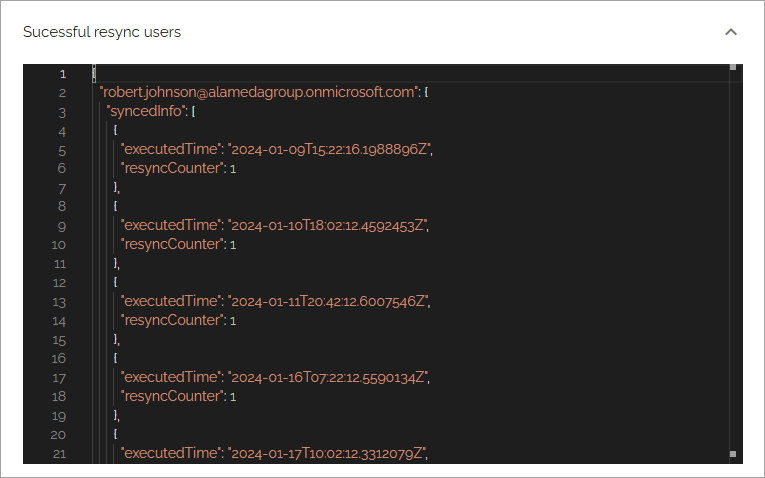 Sucessful resync users
1 {
2 "robert.johnson@alamedagroup.onmicrosoft.com": {
3 "syncedInfo": [
4 {
5 "executedTime": "2024-01-09T15:22:16.1988896Z",
6 "resyncCounter": 1
7 },
8 {
9 "executedTime": "2024-01-10T18:02:12.4592453Z",
10 "resyncCounter": 1
11 },
12 {
13 "executedTime": "2024-01-11T20:42:12.6007546Z",
14 "resyncCounter": 1
15 },
16 {
17 "executedTime": "2024-01-16T07:22:12.5590134Z",
18 "resyncCounter": 1
19 },
20 {
21 "executedTime": "2024-01-17T10:02:12.3312079Z",